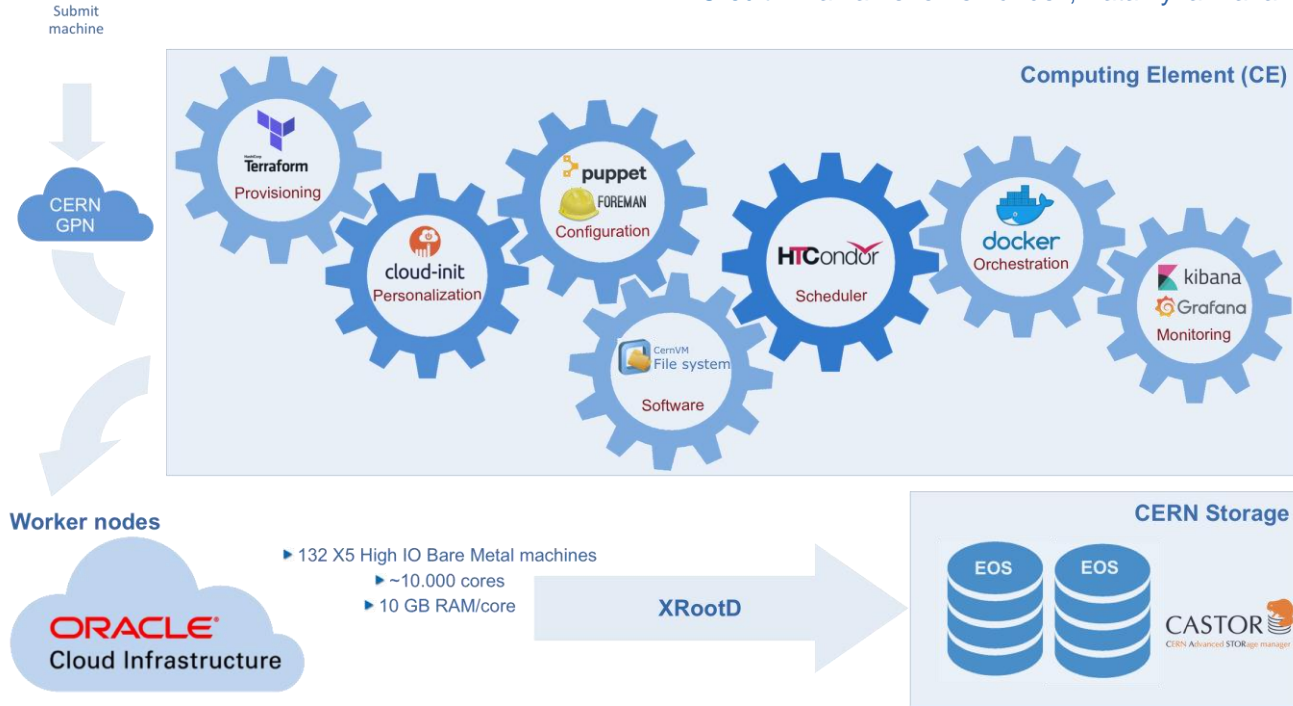 Submit
machine
Computing Element (CE)
HashiCorp
Terraform
Provisioning
CERN
GPN
cloud-init
Personalization
puppet
FOREMAN
Configuration
CernVM
File system
Software
HTCondor
Scheduler
docker
Orchestration
kibana
Grafana
Monitoring
Worker nodes
ORACLE®
Cloud Infrastructure
132 X5 High IO Bare Metal machines
~10.000 cores
10 GB RAM/core
XRootD
CERN Storage
EOS
EOS
CASTOR
CERN Advanced STORage manager